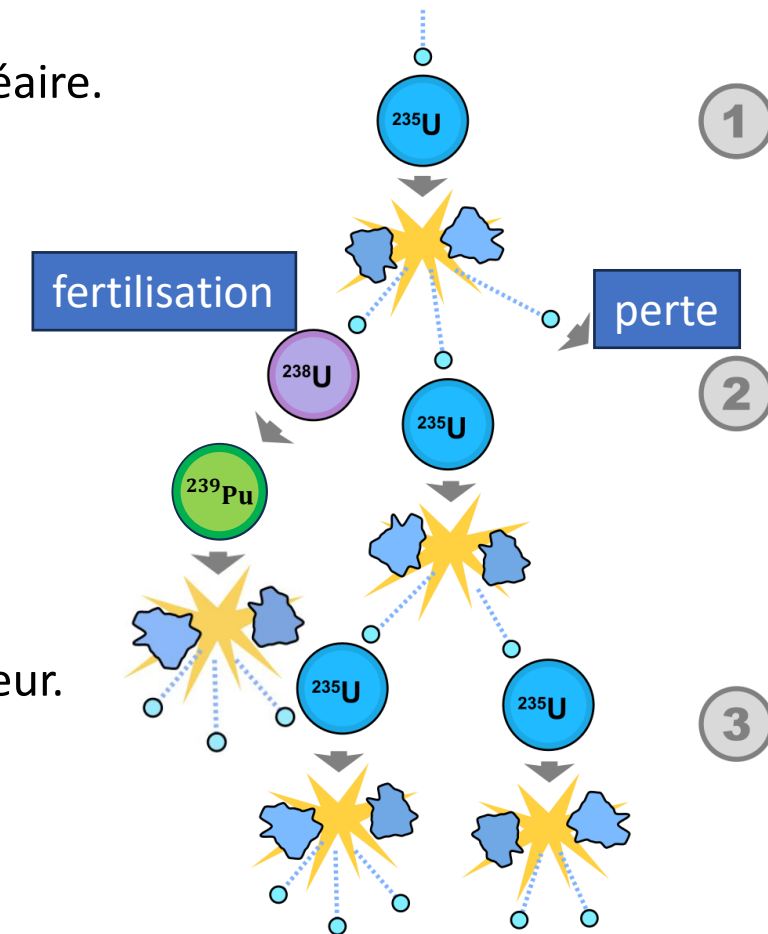 éaire.
²³⁵U
1
fertilisation
perte
²³⁸U
2
²³⁵U
²³⁹Pu
eur.
²³⁵U
²³⁵U
3